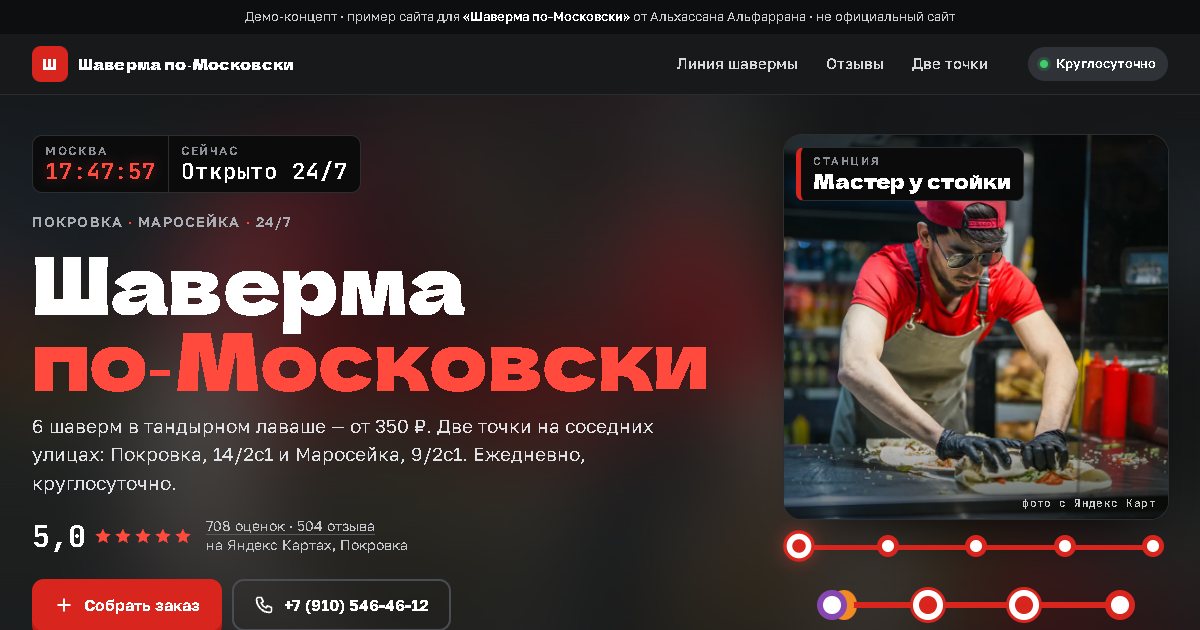 Демо-концепт · пример сайта для «Шаверма по-Московски» от Альхассана Альфаррана · не официальный сайт
Ш Шаверма по-Московски
Линия шавермы Отзывы Две точки Круглосуточно
МОСКВА
17:47:57
СЕЙЧАС
Открыто 24/7
ПОКРОВКА · МАРОСЕЙКА · 24/7
Шаверма
по-Московски
6 шаверм в тандырном лаваше — от 350 ₽. Две точки на соседних
улицах: Покровка, 14/2с1 и Маросейка, 9/2с1. Ежедневно,
круглосуточно.
5,0
708 оценок · 504 отзыва
на Яндекс Картах, Покровка
Собрать заказ
+7 (910) 546-46-12
СТАНЦИЯ
Мастер у стойки
фото с Яндекс Карт